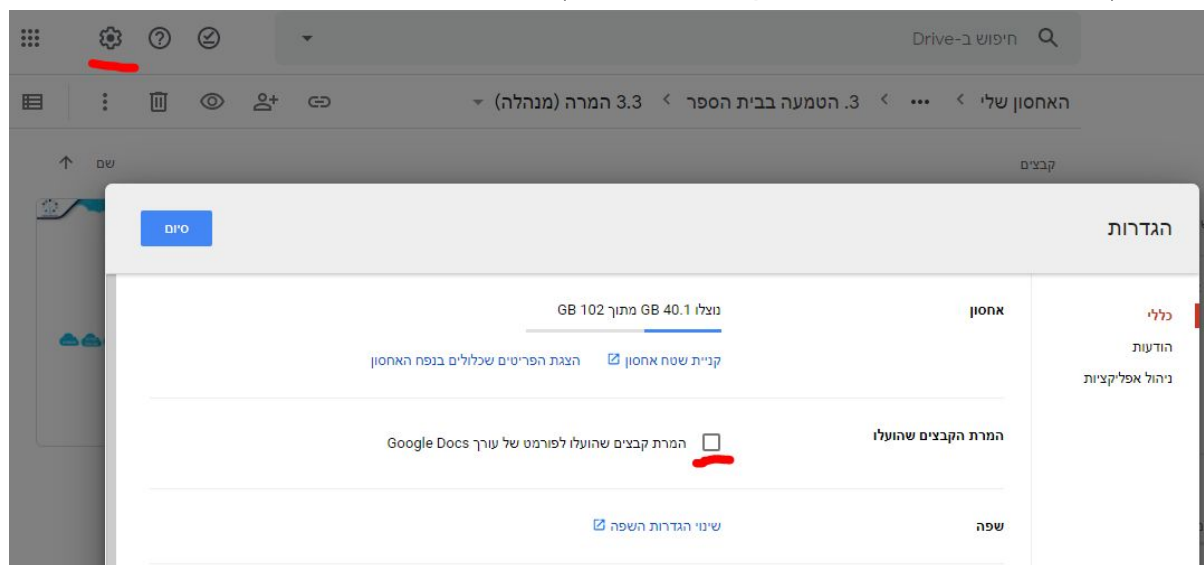 חיפוש ב-Drive
האחסון שלי > ••• > 3. הטמעה בבית הספר > 3.3 המרה (מנהלה)
קבצים
שם
הגדרות
סיום
כללי
הודעות
ניהול אפליקציות
אחסון
נוצלו 40.1 GB מתוך 102 GB
קניית שטח אחסון הצגת הפריטים שכלולים בנפח האחסון
המרת הקבצים שהועלו
המרת קבצים שהועלו לפורמט של עורך Google Docs
שפה
שינוי הגדרות השפה